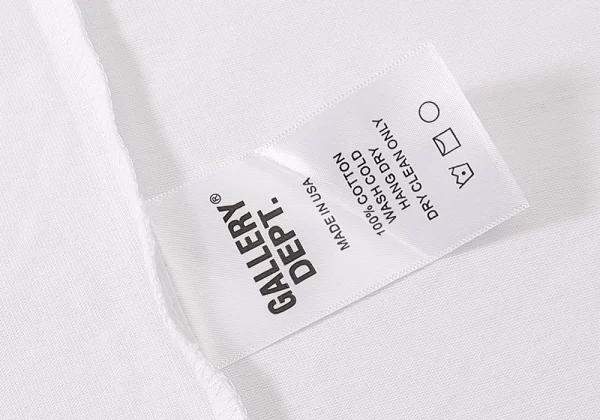 GALLERY®
DEPT.
MADE IN USA
100% COTTON
WASH COLD
HANG DRY
DRY CLEAN ONLY